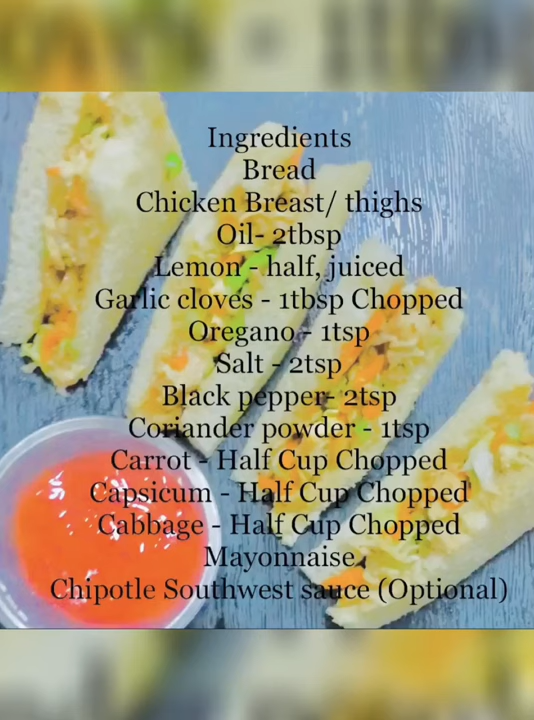 Ingredients
Bread
Chicken Breast/ thighs
Oil- 2tbsp
Lemon - half, juiced
Garlic cloves - 1tbsp Chopped
Oregano - 1tsp
Salt - 2tsp
Black pepper- 2tsp
Coriander powder - 1tsp
Carrot - Half Cup Chopped
Capsicum - Half Cup Chopped
Cabbage - Half Cup Chopped
Mayonnaise
Chipotle Southwest sauce (Optional)